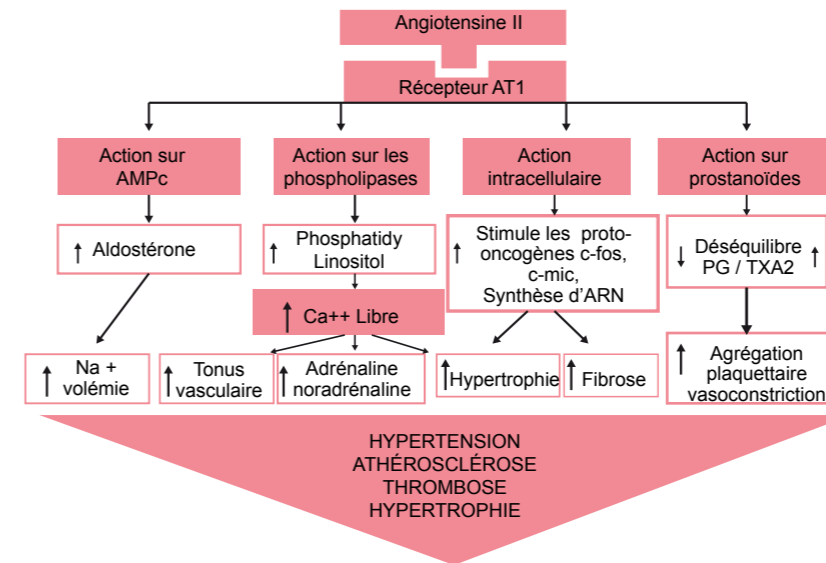 Angiotensine II
Récepteur AT1
Action sur
AMPc
Action sur les
phospholipases
Action
intracellulaire
Action sur
prostanoïdes
↑ Aldostérone
↑ Phosphatidy
Linositol
↑ Stimule les proto-
oncogènes c-fos,
c-mic,
Synthèse d’ARN
↓ Déséquilibre ↑
PG / TXA2
↑ Ca++ Libre
↑ Na +
volémie
↑ Tonus
vasculaire
↑ Adrénaline
noradrénaline
↑ Hypertrophie
↑ Fibrose
↑ Agrégation
plaquettaire
vasoconstriction
HYPERTENSION
ATHÉROSCLÉROSE
THROMBOSE
HYPERTROPHIE